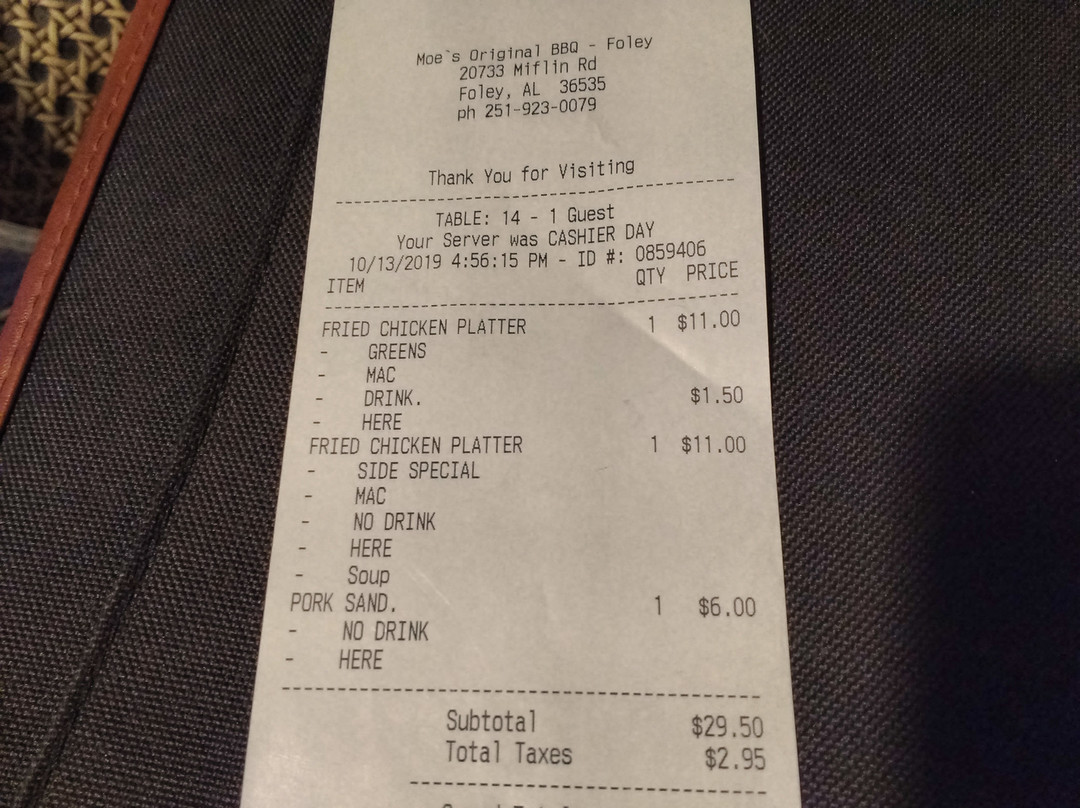 Moe`s Original BBQ - Foley
20733 Miflin Rd
Foley, AL 36535
ph 251-923-0079
Thank You for Visiting
TABLE: 14 - 1 Guest
Your Server was CASHIER DAY
10/13/2019 4:56:15 PM - ID #: 0859406
ITEM QTY PRICE
FRIED CHICKEN PLATTER 1 $11.00
- GREENS
- MAC
- DRINK. $1.50
- HERE
FRIED CHICKEN PLATTER 1 $11.00
- SIDE SPECIAL
- MAC
- NO DRINK
- HERE
- Soup
PORK SAND. 1 $6.00
- NO DRINK
- HERE
Subtotal $29.50
Total Taxes $2.95